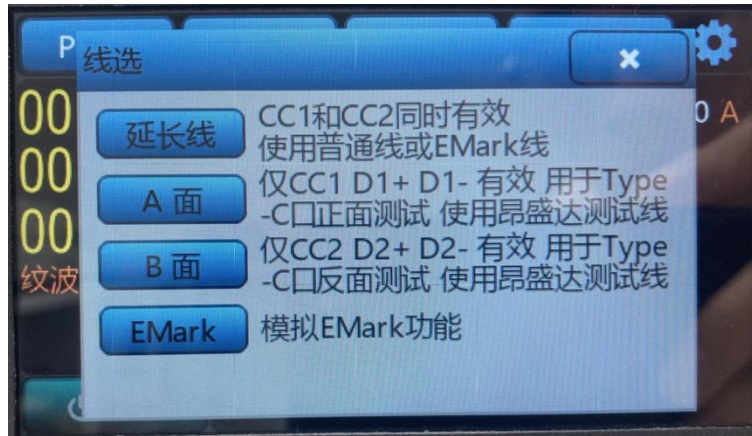 P
线选
×
00
0 A
00
00
纹波
延长线
CC1和CC2同时有效
使用普通线或EMark线
A 面
仅CC1 D1+ D1- 有效 用于Type
-C口正面测试 使用昂盛达测试线
B 面
仅CC2 D2+ D2- 有效 用于Type
-C口反面测试 使用昂盛达测试线
EMark
模拟EMark功能